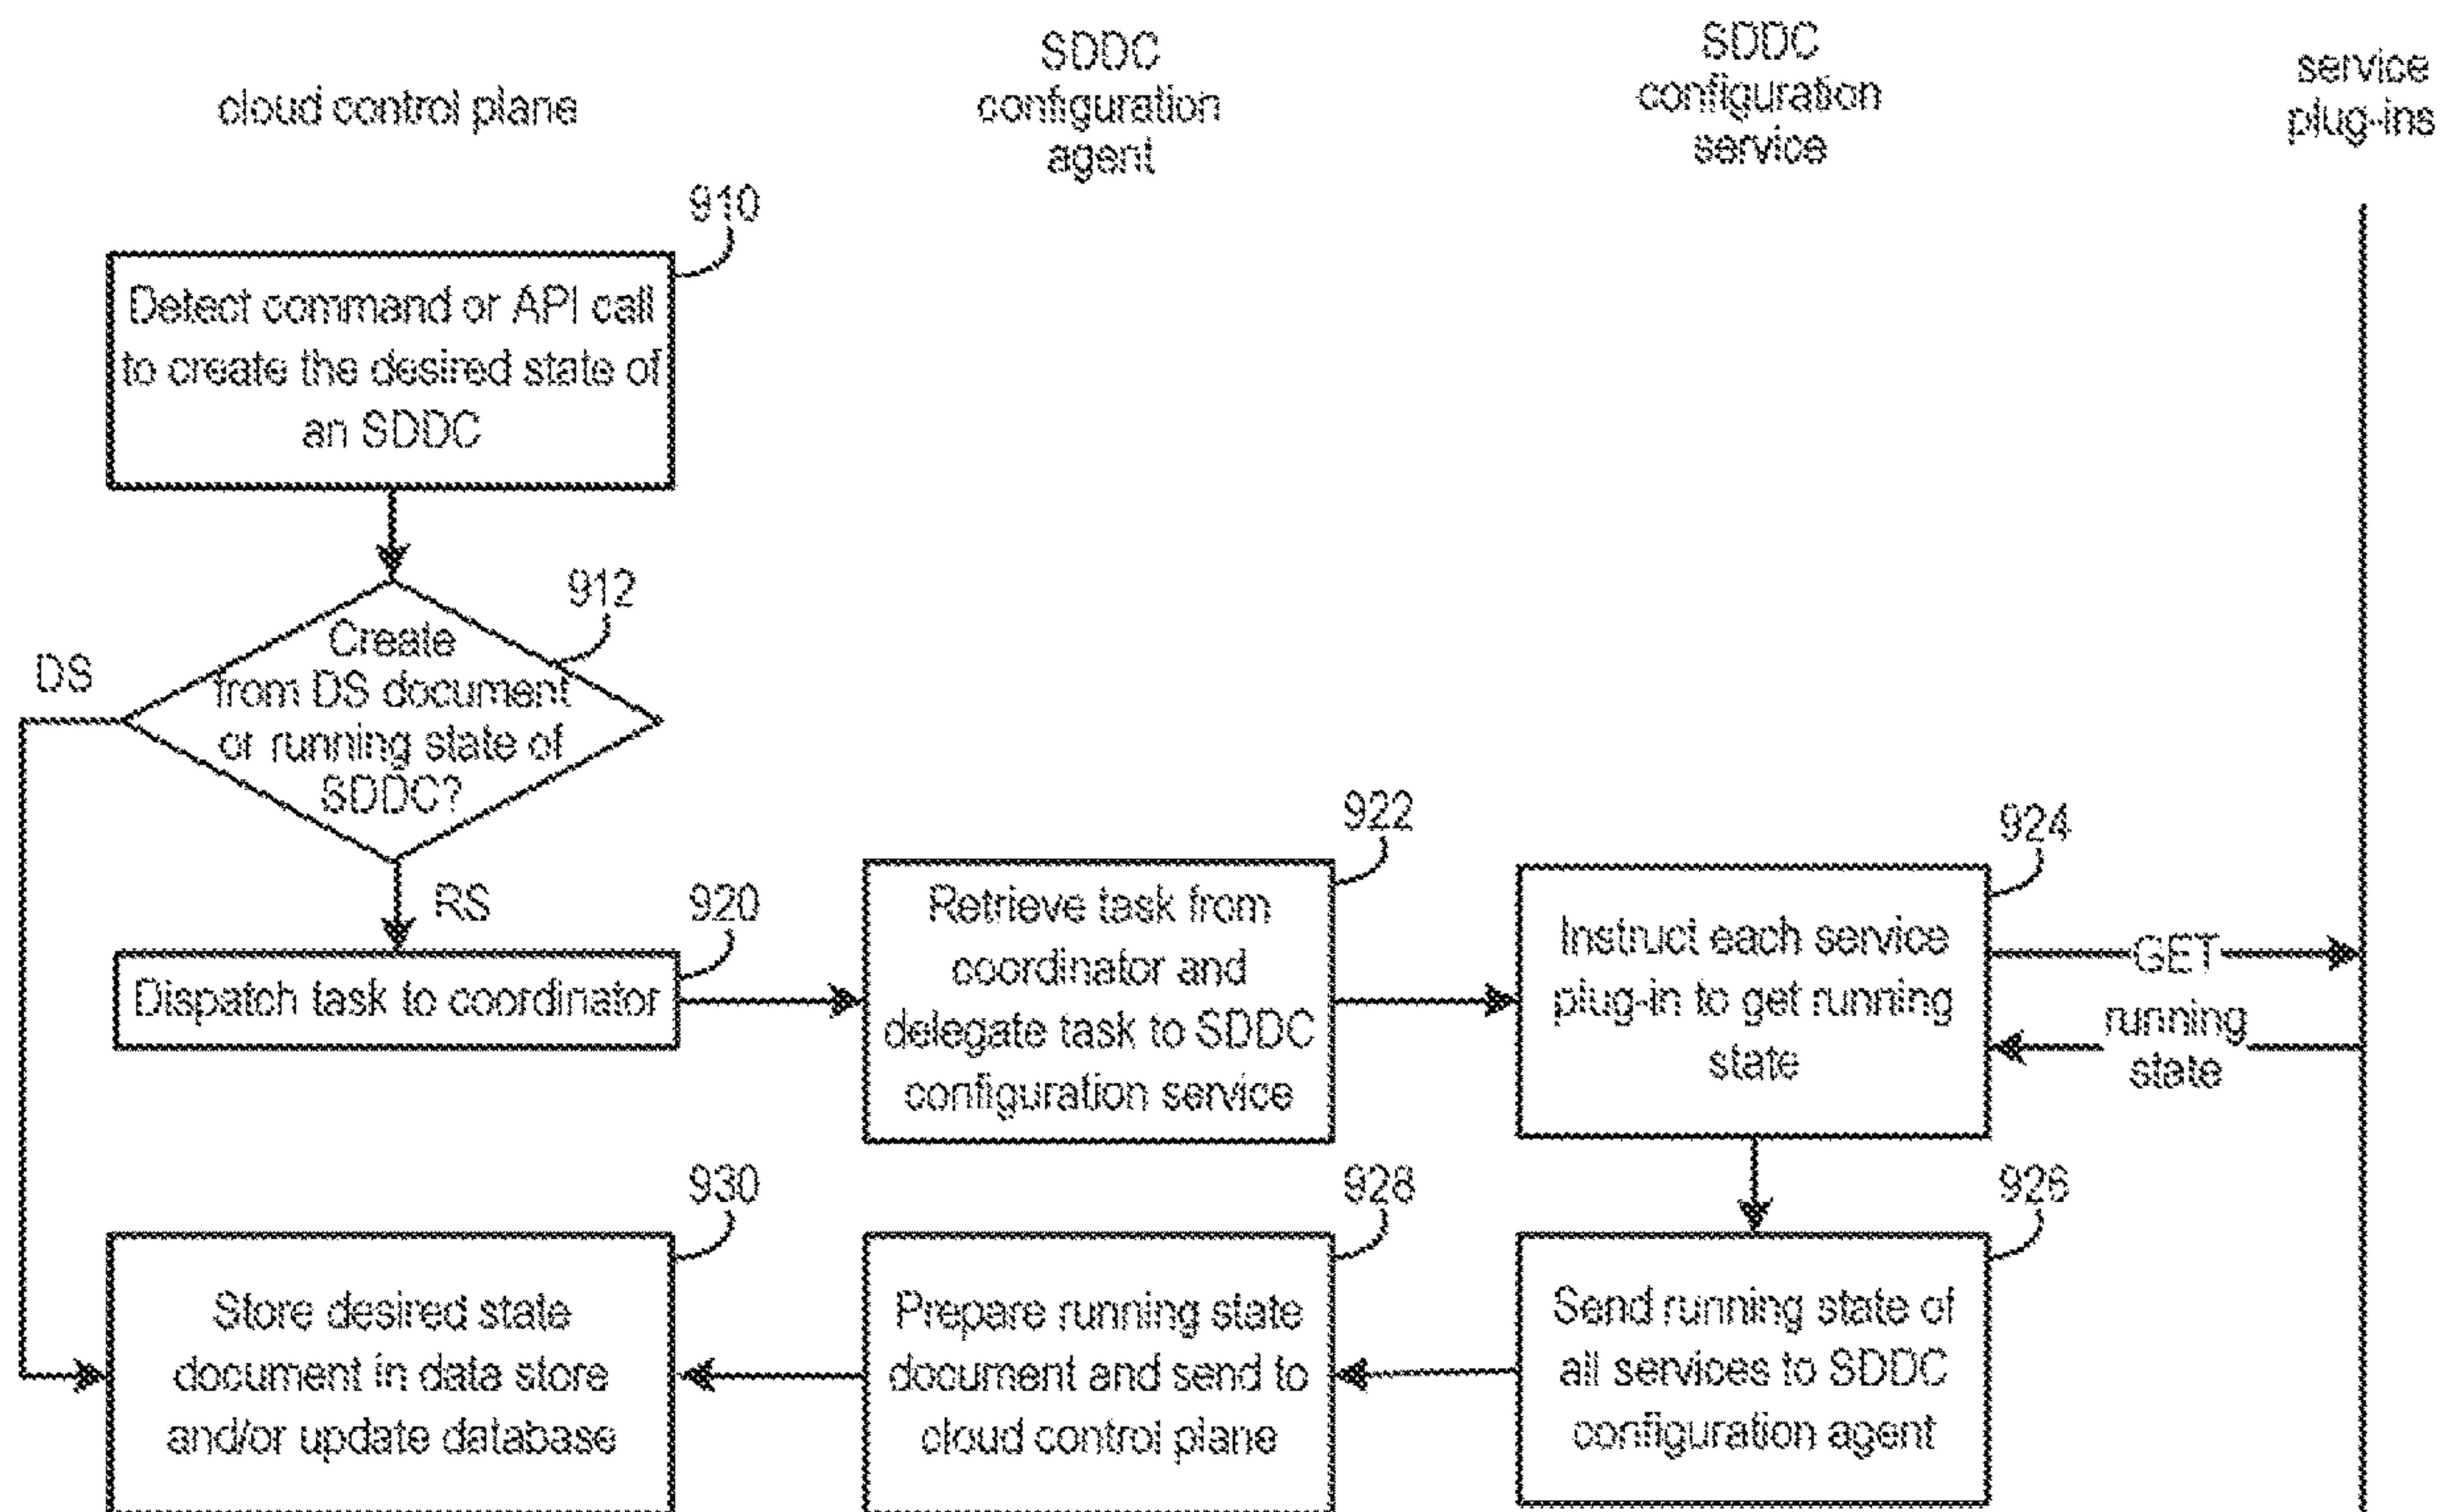 cloud control plane
SDDC
configuration
agent
SDDC
configuration
service
service
plug-ins
910
Detect command or API call
to create the desired state of
an SDDC
912
Create
from DS document
or running state of
SDDC?
DS
RS
920
Dispatch task to coordinator
922
Retrieve task from
coordinator and
delegate task to SDDC
configuration service
924
Instruct each service
plug-in to get running
state
GET
running
state
930
Store desired state
document in data store
and/or update database
928
Prepare running state
document and send to
cloud control plane
926
Send running state of
all services to SDDC
configuration agent